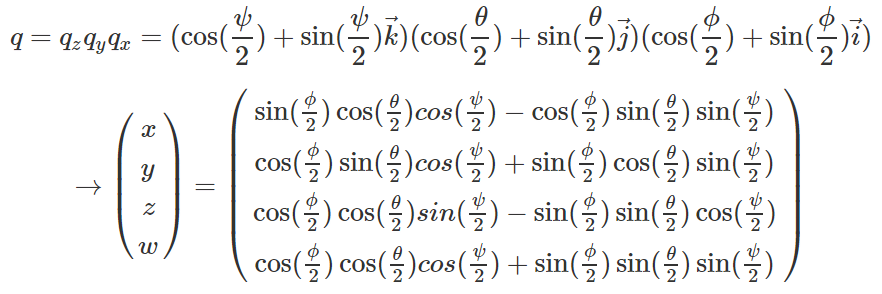 q = q_z q_y q_x = (cos(ψ/2) + sin(ψ/2)k⃗)(cos(θ/2) + sin(θ/2)j⃗)(cos(ϕ/2) + sin(ϕ/2)i⃗)
→ (x y z w) = (sin(ϕ/2) cos(θ/2)cos(ψ/2) − cos(ϕ/2) sin(θ/2) sin(ψ/2)
cos(ϕ/2) sin(θ/2)cos(ψ/2) + sin(ϕ/2) cos(θ/2) sin(ψ/2)
cos(ϕ/2) cos(θ/2)sin(ψ/2) − sin(ϕ/2) sin(θ/2) cos(ψ/2)
cos(ϕ/2) cos(θ/2)cos(ψ/2) + sin(ϕ/2) sin(θ/2) sin(ψ/2))